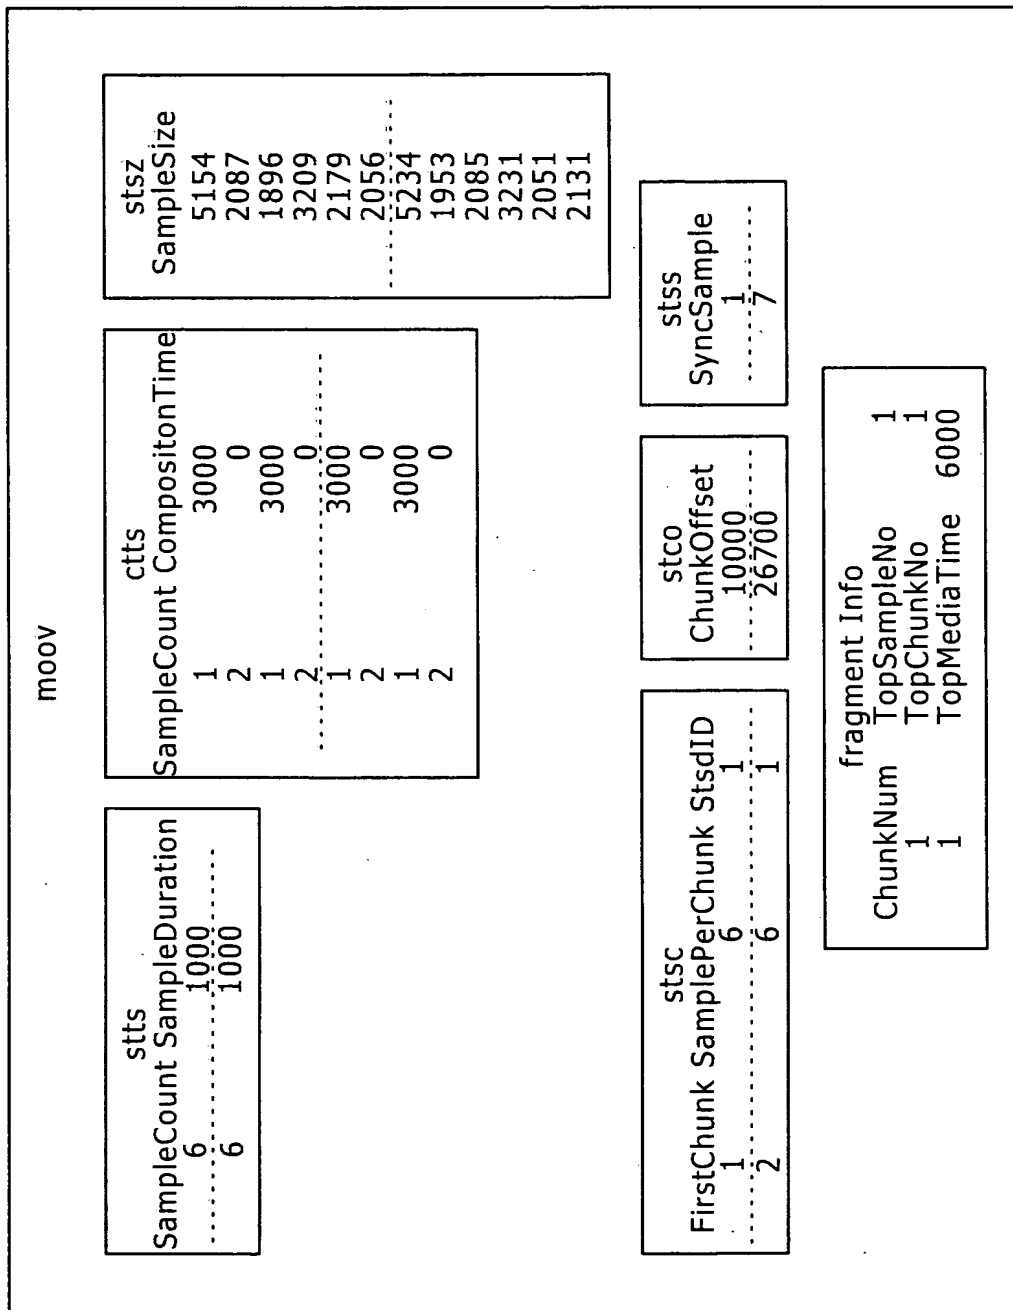 moov
stts
SampleCount SampleDuration
6 1000
6 1000
ctts
SampleCount CompositonTime
1 3000
2 0
1 3000
2 0
1 3000
2 0
1 3000
2 0
stsz
SampleSize
5154
2087
1896
3209
2179
2056
5234
1953
2085
3231
2051
2131
stsc
FirstChunk SamplePerChunk StsdID
1 6 1
2 6 1
stco
ChunkOffset
10000
26700
stss
SyncSample
1
7
fragment Info
ChunkNum TopSampleNo 1
1 TopChunkNo 1
1 TopMediaTime 6000